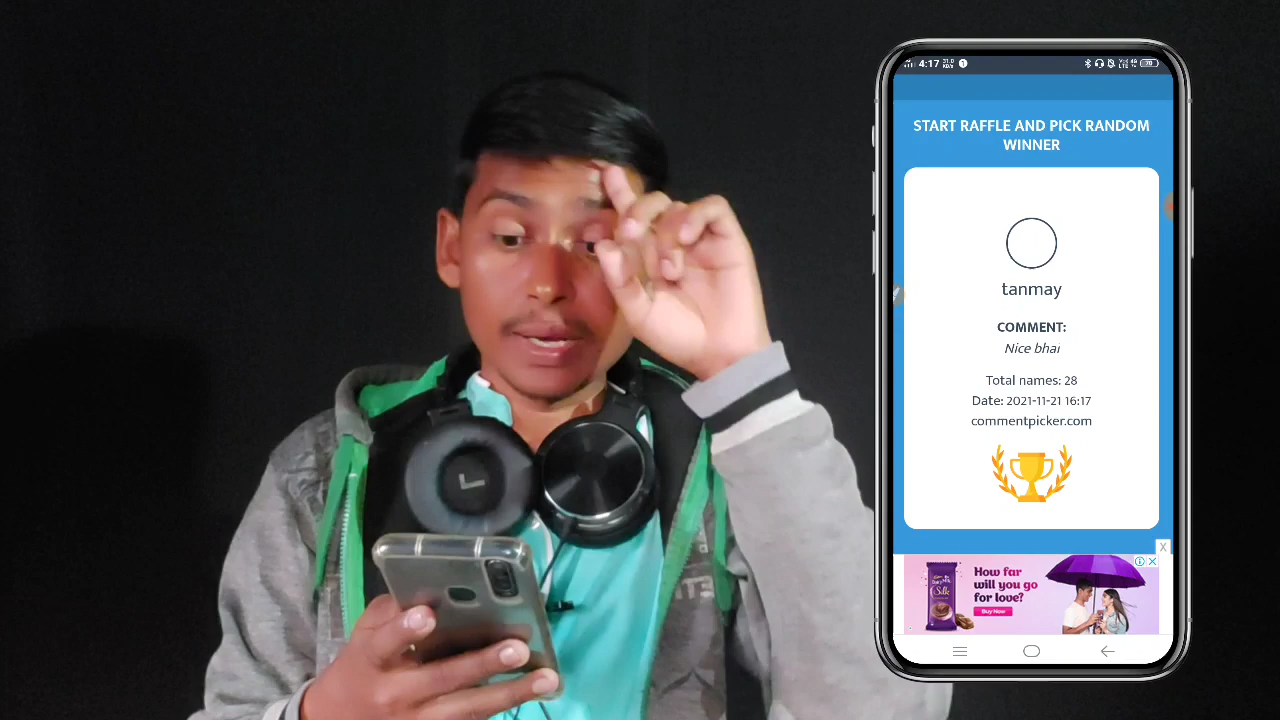 4:17
START RAFFLE AND PICK RANDOM
WINNER
tanmay
COMMENT:
Nice bhai
Total names: 28
Date: 2021-11-21 16:17
commentpicker.com
X
How far
will you go
for love?
Buy Now
Silk